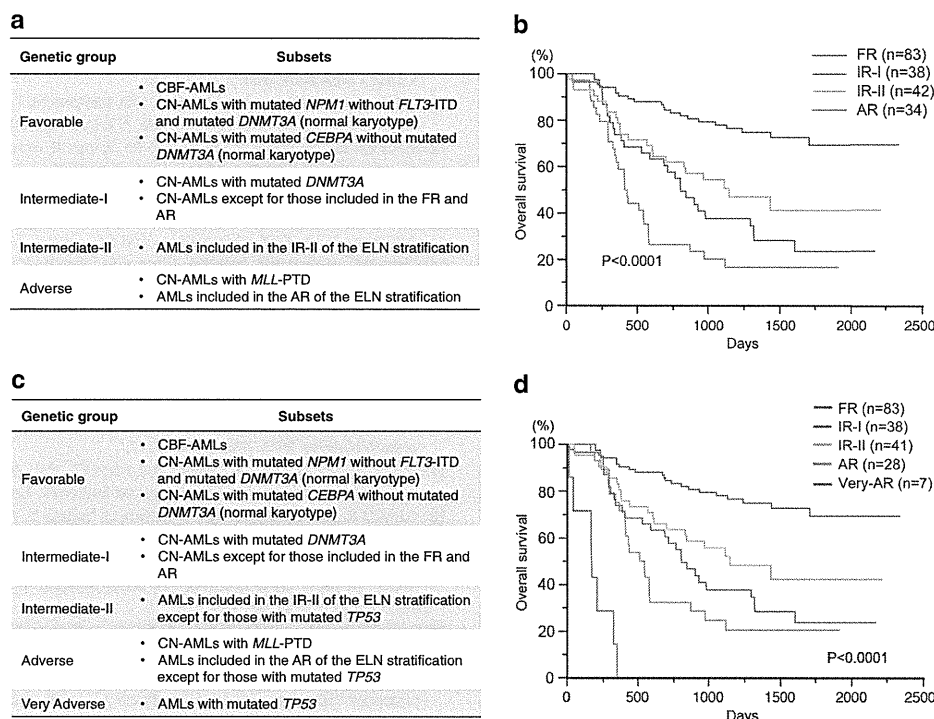 a
Genetic group Subsets
Favorable
• CBF-AMLs
• CN-AMLs with mutated NPM1 without FLT3-ITD
and mutated DNMT3A (normal karyotype)
• CN-AMLs with mutated CEBPA without mutated
DNMT3A (normal karyotype)
Intermediate-I
• CN-AMLs with mutated DNMT3A
• CN-AMLs except for those included in the FR and
AR
Intermediate-II • AMLs included in the IR-II of the ELN stratification
Adverse
• CN-AMLs with MLL-PTD
• AMLs included in the AR of the ELN stratification
b
(%)
FR (n=83)
IR-I (n=38)
IR-II (n=42)
AR (n=34)
100
80
60
40
20
0
Overall survival
P<0.0001
0 500 1000 1500 2000 2500
Days
c
Genetic group Subsets
Favorable
• CBF-AMLs
• CN-AMLs with mutated NPM1 without FLT3-ITD
and mutated DNMT3A (normal karyotype)
• CN-AMLs with mutated CEBPA without mutated
DNMT3A (normal karyotype)
Intermediate-I
• CN-AMLs with mutated DNMT3A
• CN-AMLs except for those included in the FR and
AR
Intermediate-II
• AMLs included in the IR-II of the ELN stratification
except for those with mutated TP53
Adverse
• CN-AMLs with MLL-PTD
• AMLs included in the AR of the ELN stratification
except for those with mutated TP53
Very Adverse • AMLs with mutated TP53
d
(%)
FR (n=83)
IR-I (n=38)
IR-II (n=41)
AR (n=28)
Very-AR (n=7)
100
80
60
40
20
0
Overall survival
P<0.0001
0 500 1000 1500 2000 2500
Days